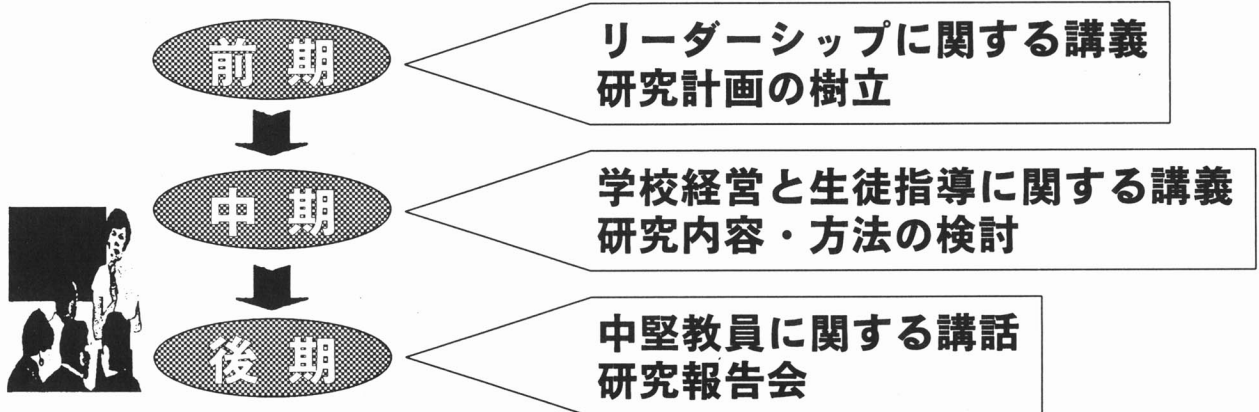 前期
リーダーシップに関する講義
研究計画の樹立
中期
学校経営と生徒指導に関する講義
研究内容・方法の検討
後期
中堅教員に関する講話
研究報告会